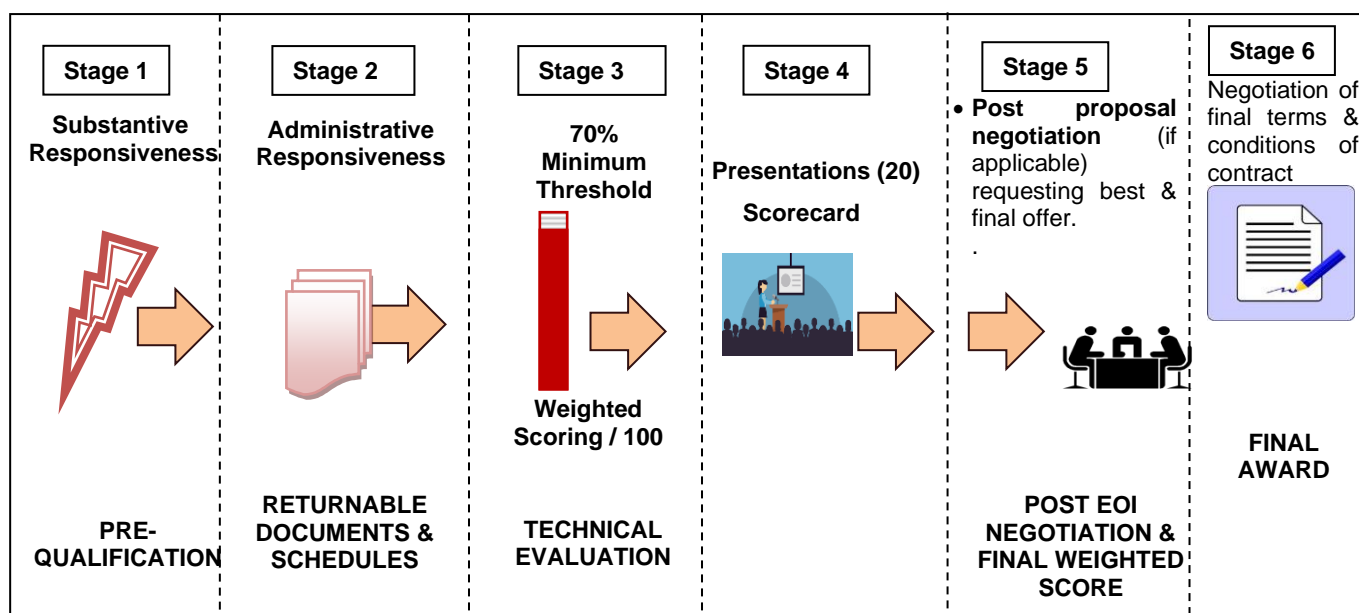 Stage 1
Substantive
Responsiveness
PRE-
QUALIFICATION
Stage 2
Administrative
Responsiveness
RETURNABLE
DOCUMENTS &
SCHEDULES
Stage 3
70%
Minimum
Threshold
Weighted
Scoring / 100
TECHNICAL
EVALUATION
Stage 4
Presentations (20)
Scorecard
Stage 5
• Post proposal
negotiation (if
applicable)
requesting best &
final offer.
.
POST EOI
NEGOTIATION &
FINAL WEIGHTED
SCORE
Stage 6
Negotiation of
final terms &
conditions of
contract
FINAL
AWARD